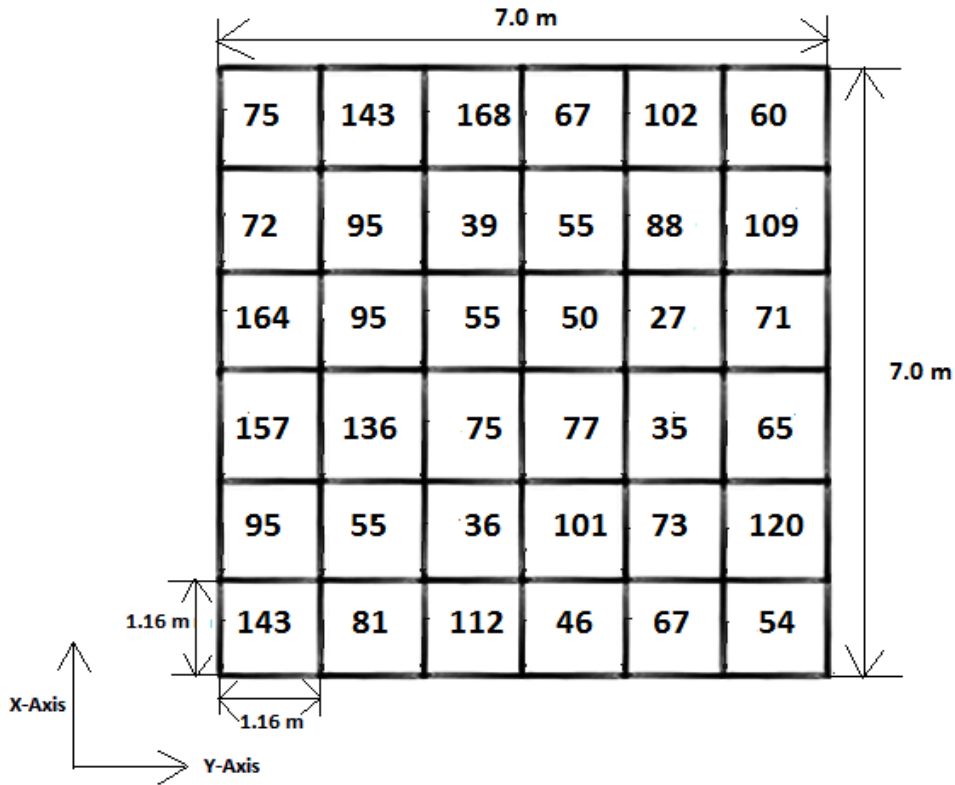 7.0 m
75 143 168 67 102 60
72 95 39 55 88 109
164 95 55 50 27 71
7.0 m
157 136 75 77 35 65
95 55 36 101 73 120
1.16 m 143 81 112 46 67 54
X-Axis
1.16 m
Y-Axis